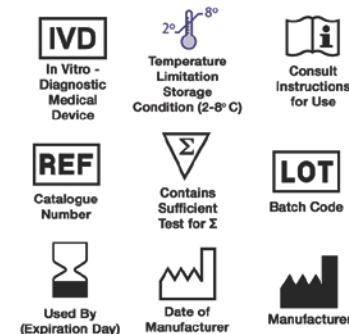 IVD
In Vitro -
Diagnostic
Medical
Device
2° 8°
Temperature
Limitation
Storage
Condition (2-8° C)
i
Consult
Instructions
for Use
REF
Catalogue
Number
Σ
Contains
Sufficient
Test for Σ
LOT
Batch Code
Used By
(Expiration Day)
Date of
Manufacturer
Manufacturer